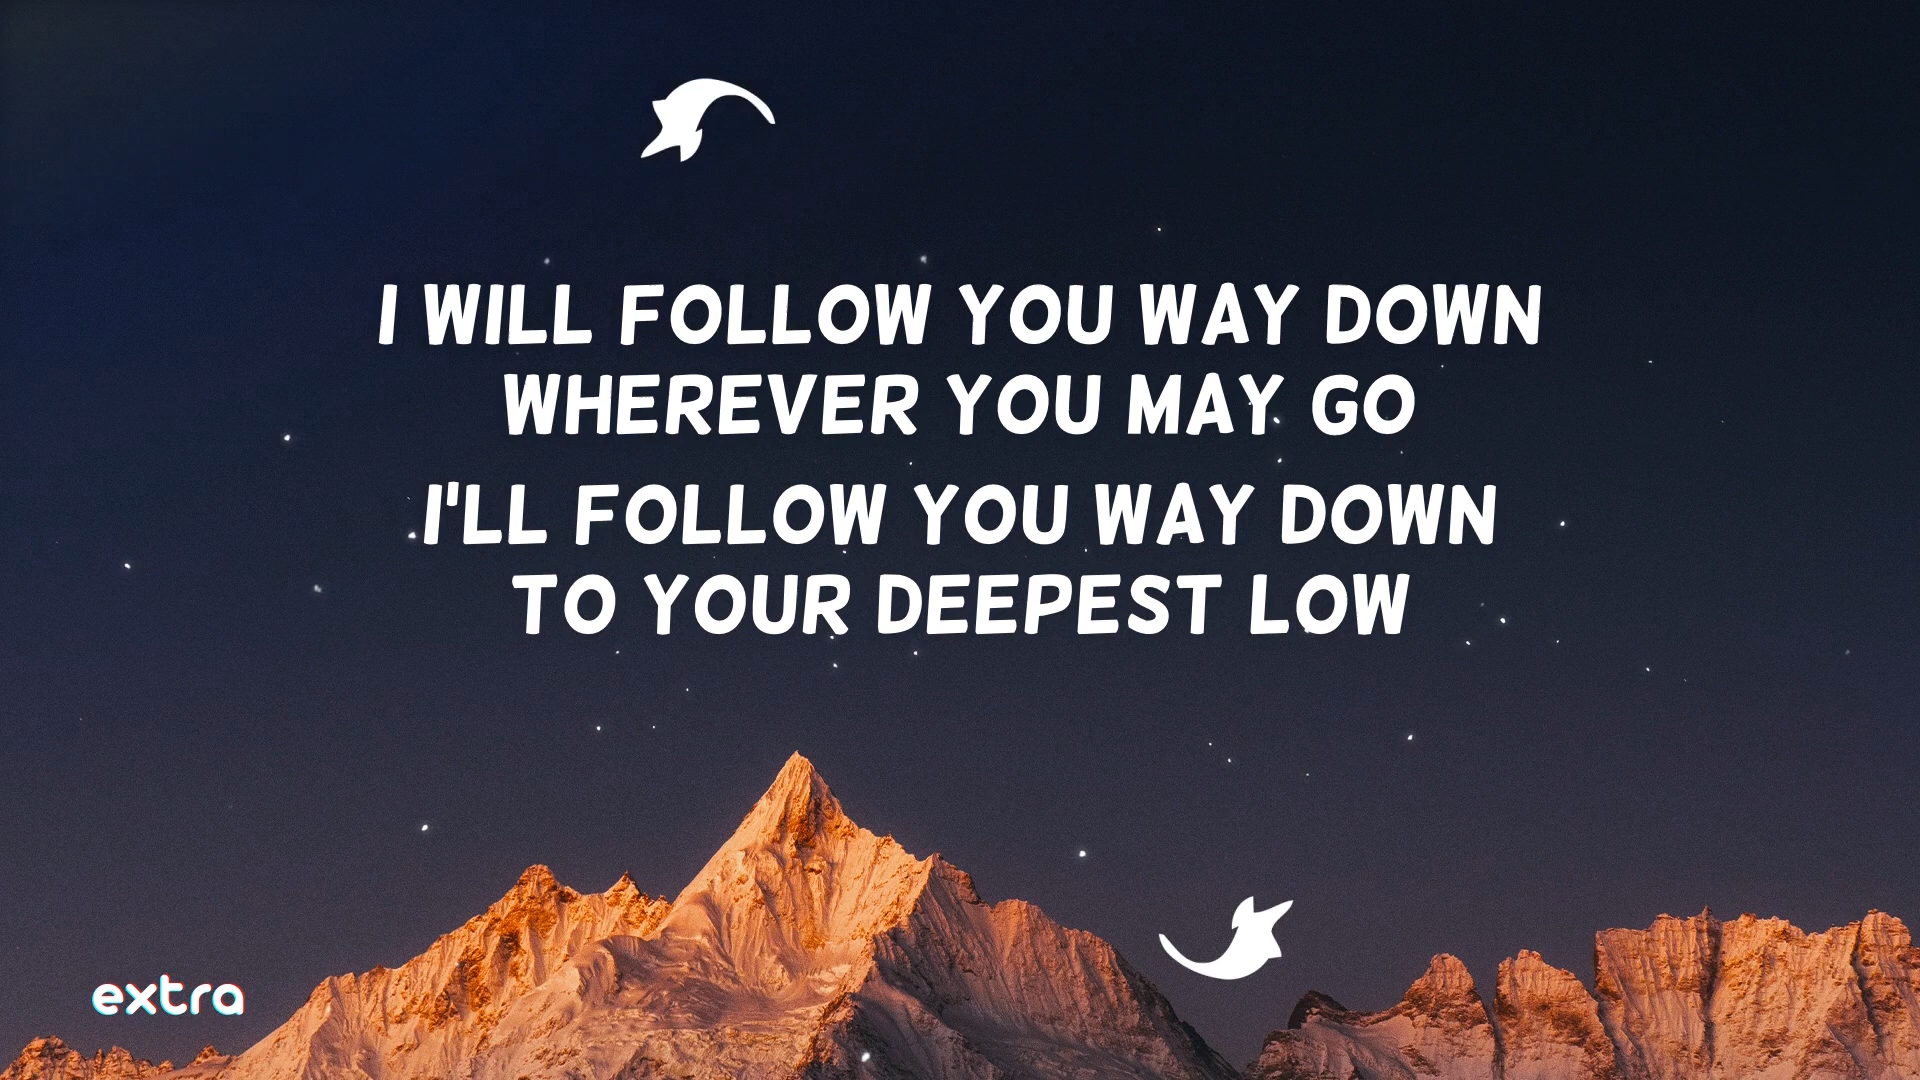 I WILL FOLLOW YOU WAY DOWN
WHEREVER YOU MAY GO
I'LL FOLLOW YOU WAY DOWN
TO YOUR DEEPEST LOW
extra